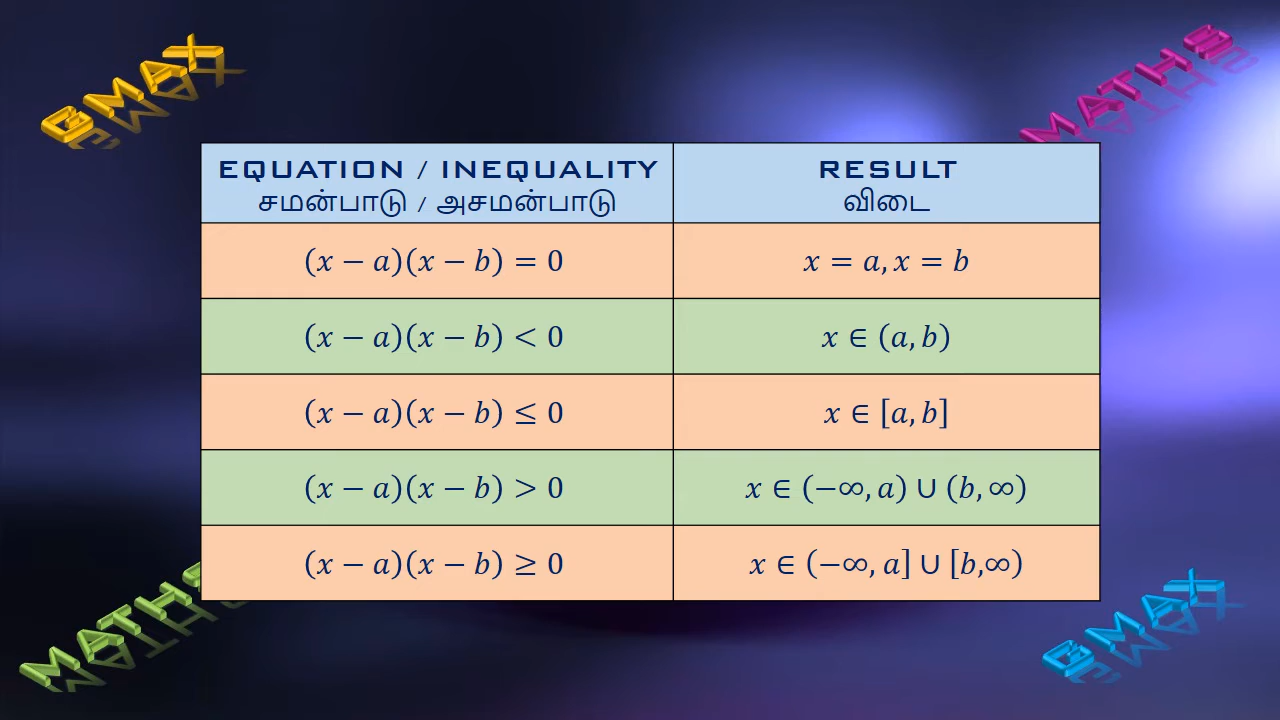 GMAX
MATHS
EQUATION / INEQUALITY
சமன்பாடு / அசமன்பாடு
RESULT
விடை
(x − a)(x − b) = 0
x = a, x = b
(x − a)(x − b) < 0
x ∈ (a, b)
(x − a)(x − b) ≤ 0
x ∈ [a, b]
(x − a)(x − b) > 0
x ∈ (−∞, a) ∪ (b, ∞)
(x − a)(x − b) ≥ 0
x ∈ (−∞, a] ∪ [b,∞)
MATHS
GMAX